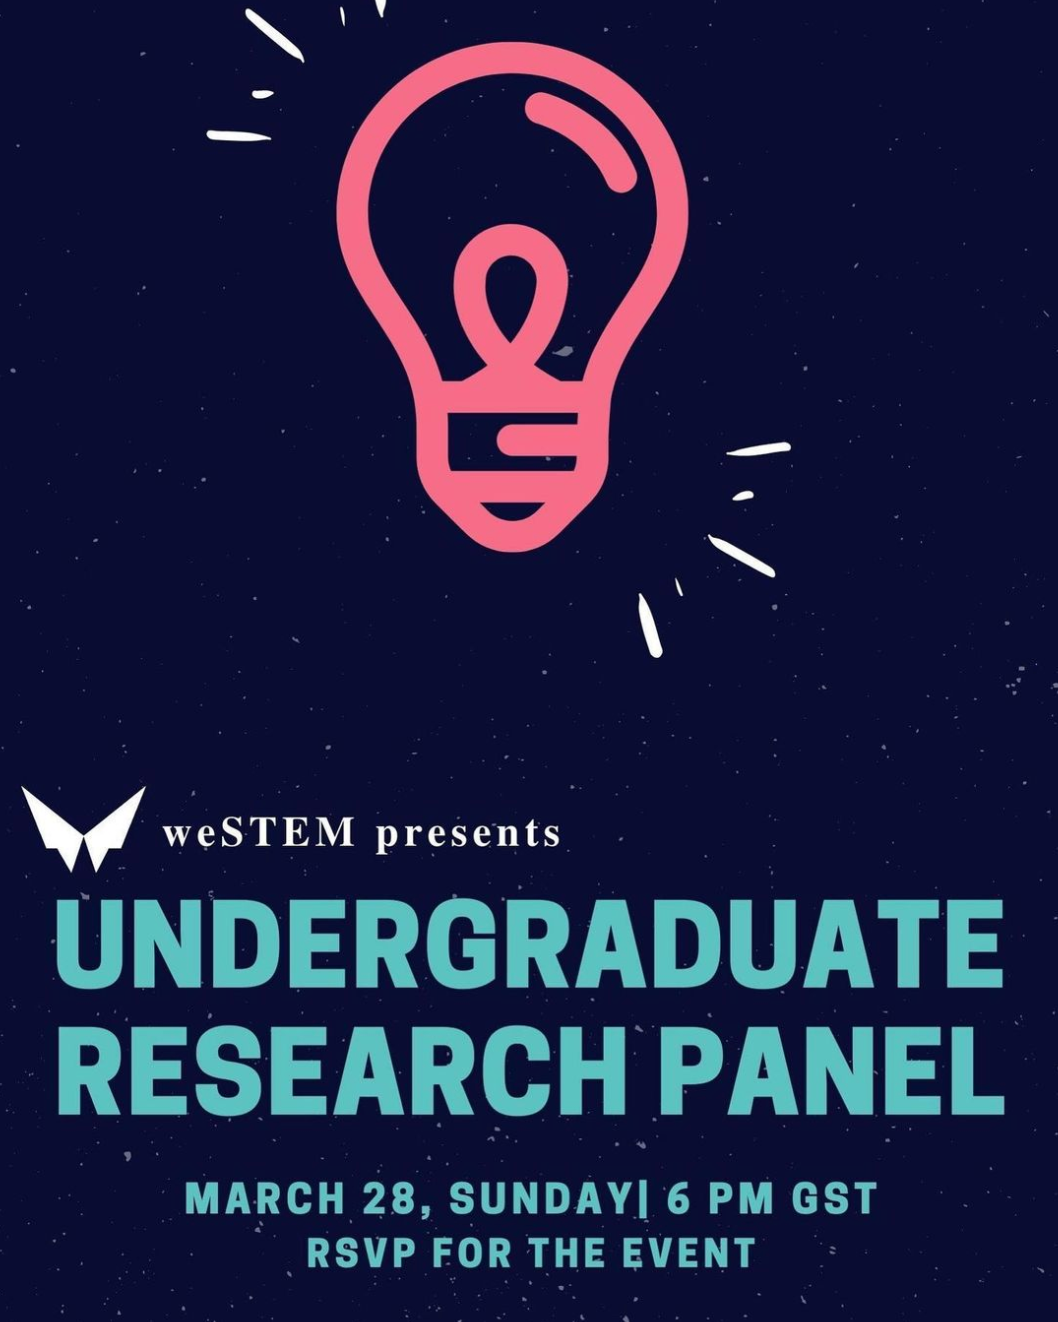 weSTEM presents
UNDERGRADUATE
RESEARCH PANEL
MARCH 28, SUNDAY| 6 PM GST
RSVP FOR THE EVENT